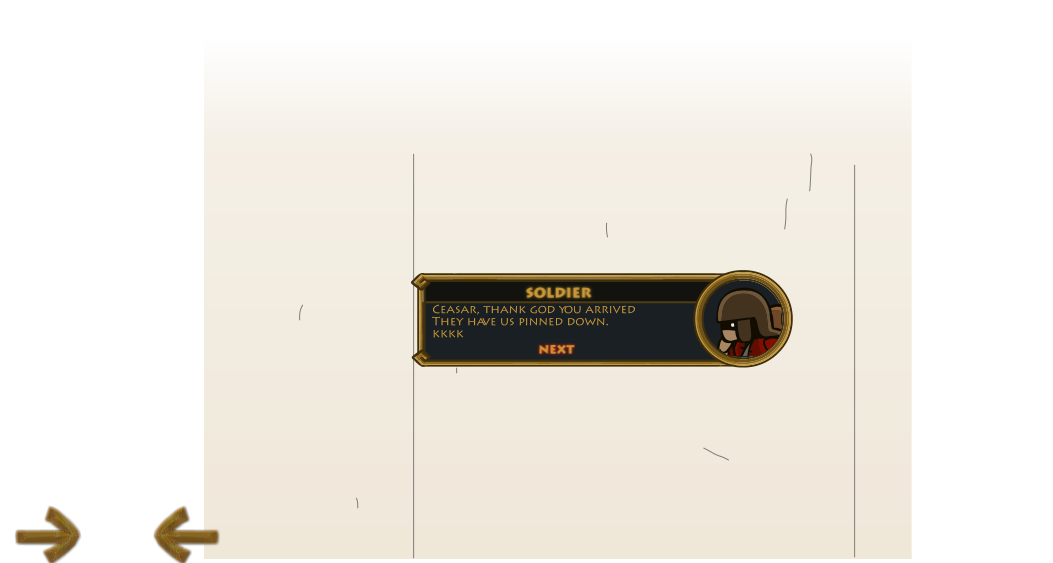 SOLDIER
CEASAR, THANK GOD YOU ARRIVED
THEY HAVE US PINNED DOWN.
KKKK
NEXT